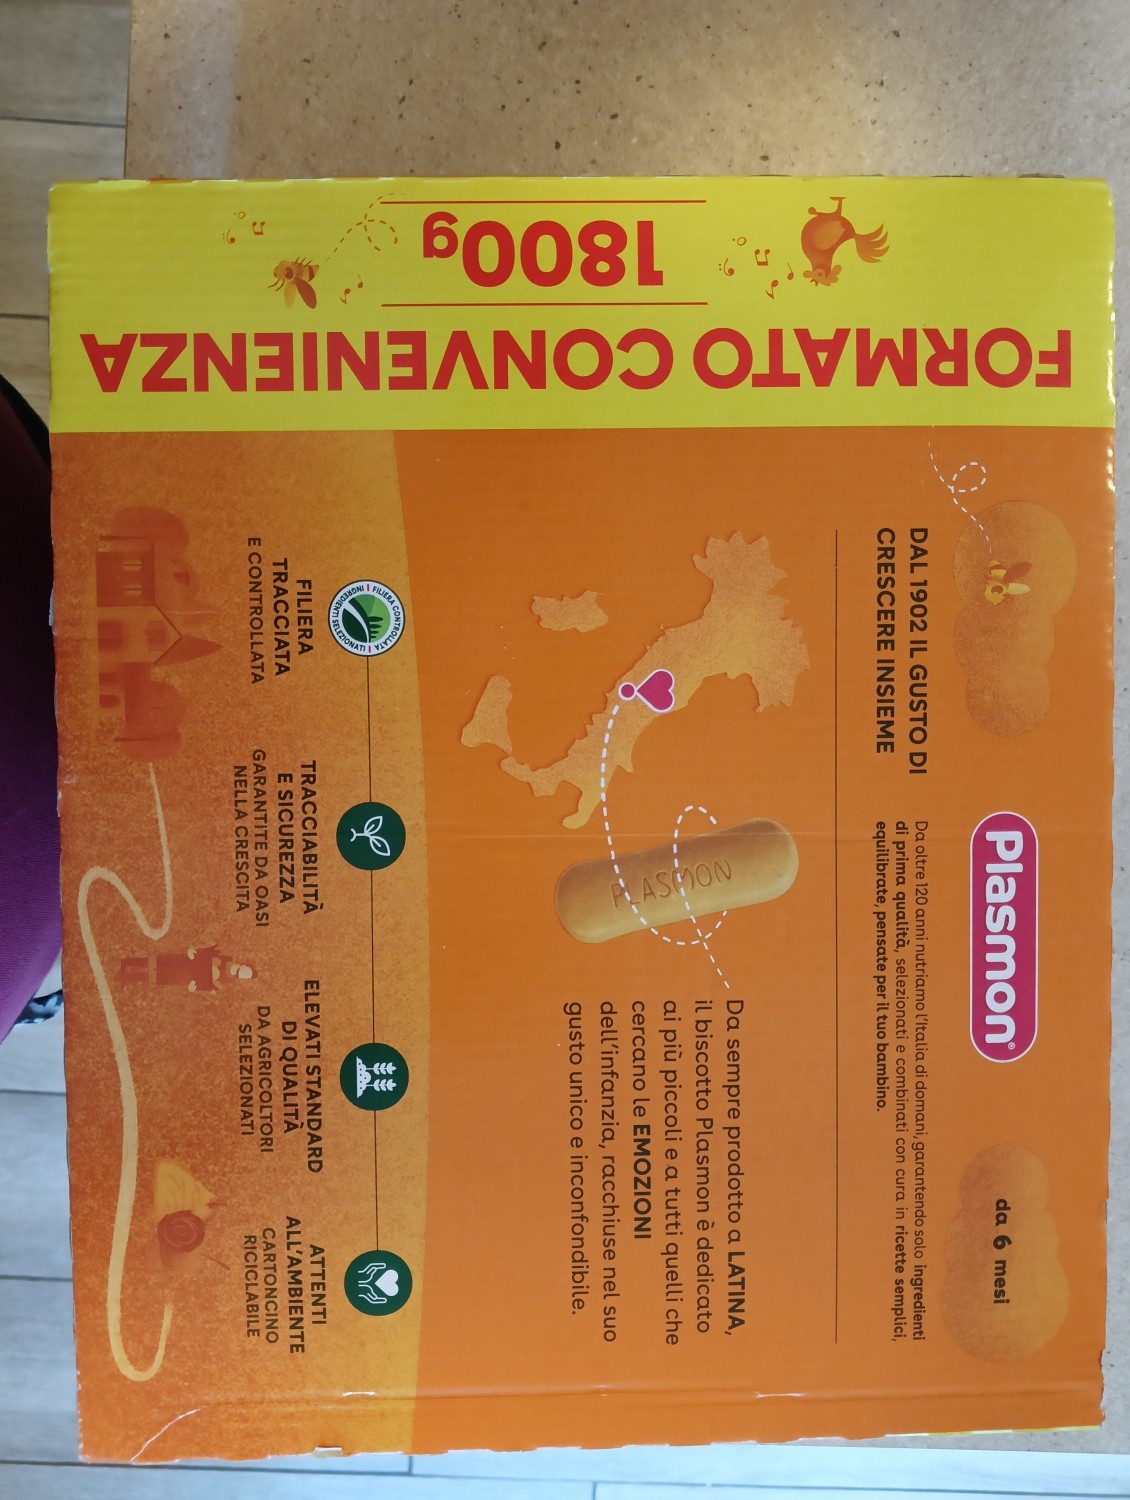 FORMATO CONVENIENZA
1800g
Plasmon®
da 6 mesi
DAL 1902 IL GUSTO DI
CRESCERE INSIEME
Da oltre 120 anni nutriamo l'Italia di domani, garantendo solo ingredienti
di prima qualità, selezionati e combinati con cura in ricette semplici,
equilibrate, pensate per il tuo bambino.
PLASMON
Da sempre prodotto a LATINA,
il biscotto Plasmon è dedicato
ai più piccoli e a tutti quelli che
cercano le EMOZIONI
dell'infanzia, racchiuse nel suo
gusto unico e inconfondibile.
FILIERA CONTROLLATA
INGREDIENTI SELEZIONATI
FILIERA
TRACCIATA
E CONTROLLATA
TRACCIABILITÀ
E SICUREZZA
GARANTITE DA OASI
NELLA CRESCITA
ELEVATI STANDARD
DI QUALITÀ
DA AGRICOLTORI
SELEZIONATI
ATTENTI
ALL'AMBIENTE
CARTONCINO
RICICLABILE